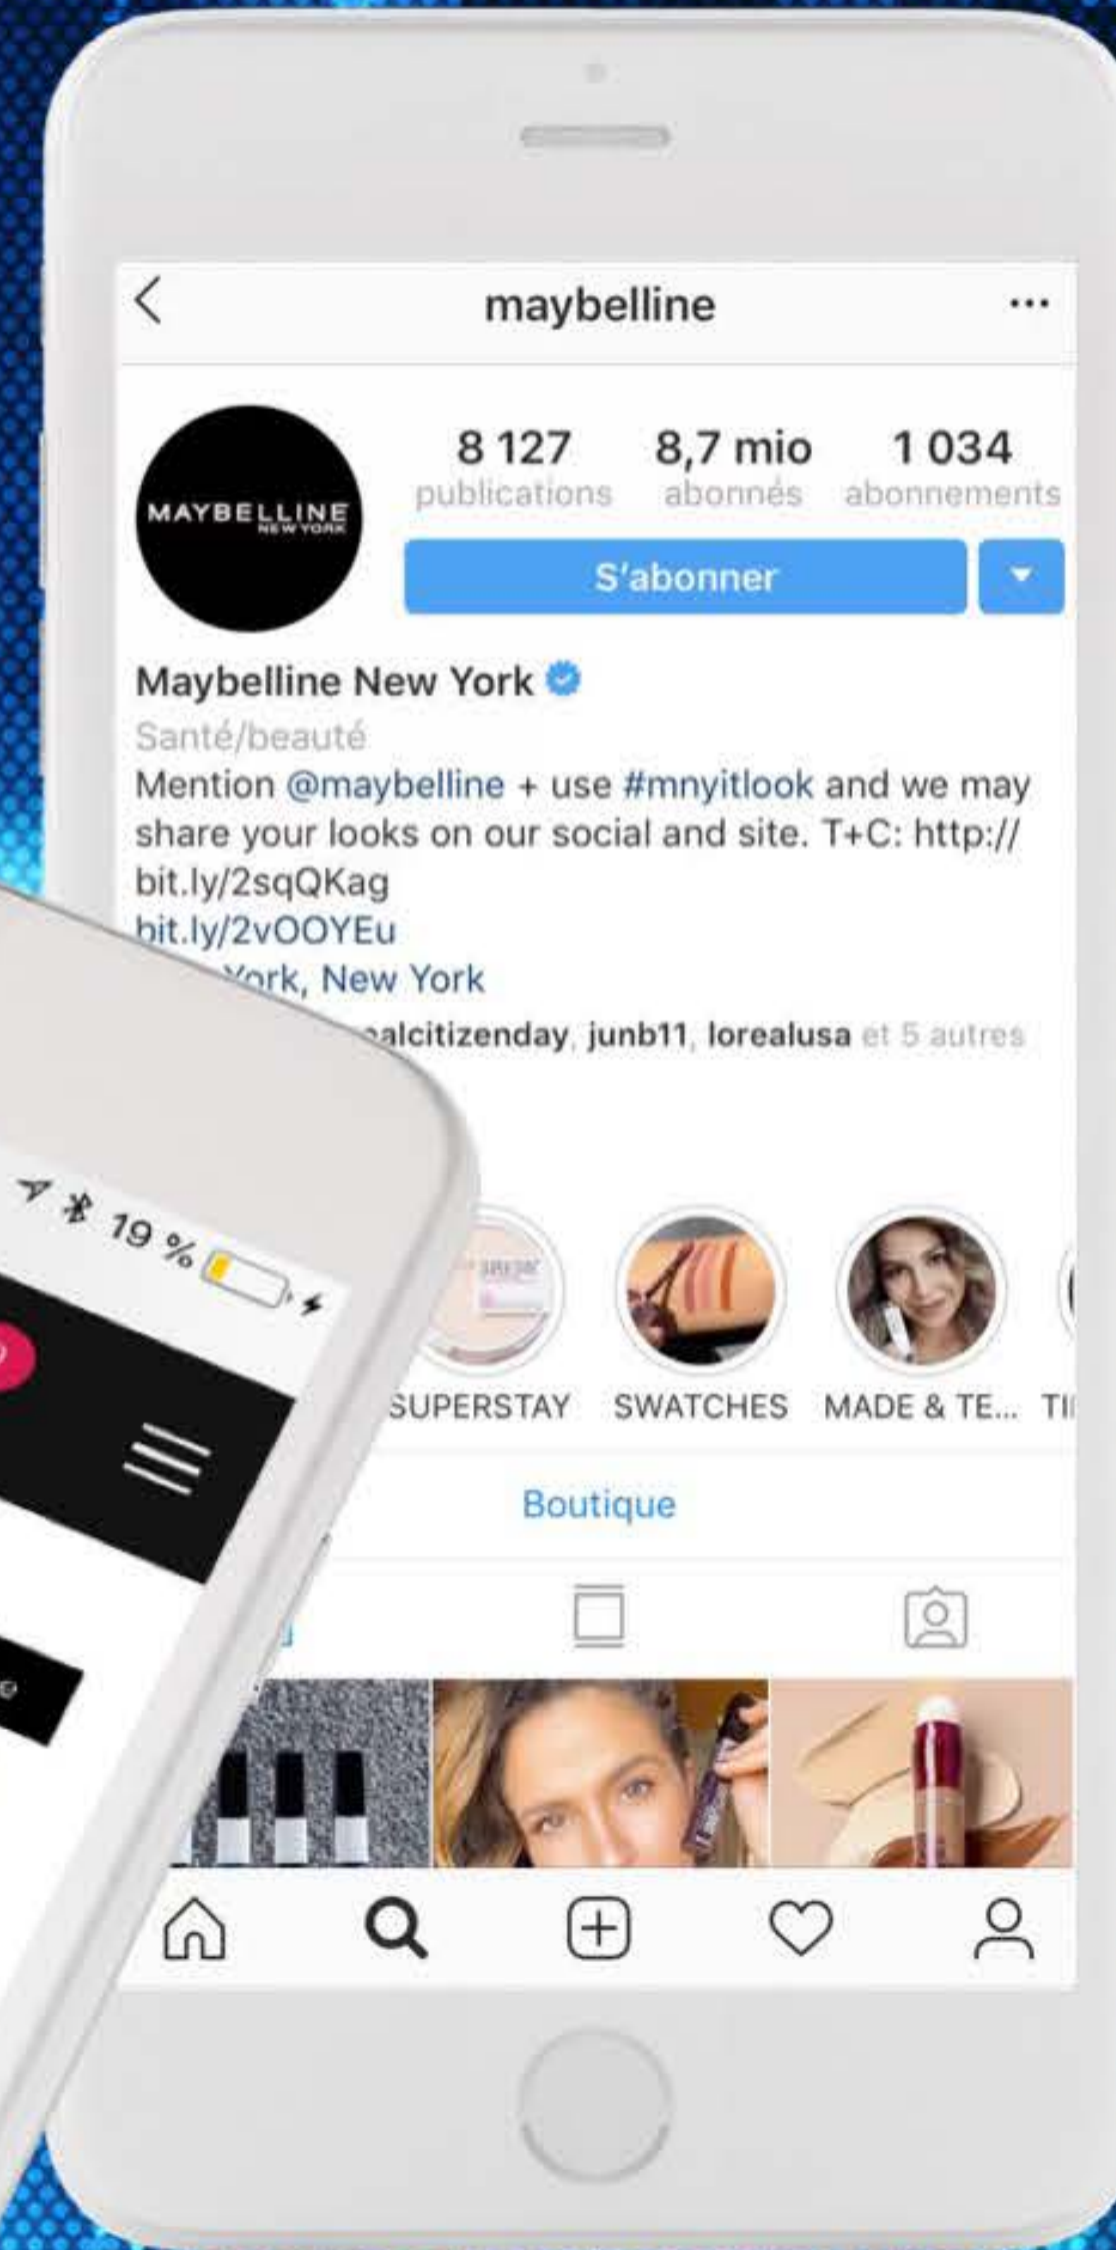 maybelline
8 127 8,7 mio 1 034
publications abonnés abonnements
MAYBELLINE
NEW YORK
S'abonner
Maybelline New York
Santé/beauté
Mention @maybelline + use #mnyitlook and we may
share your looks on our social and site. T+C: http://
bit.ly/2sqQKag
bit.ly/2vOOYEu
York, New York
alcitizenday, junb11, lorealusa et 5 autres
19 %
SUPERSTAY SWATCHES MADE & TE...
Boutique